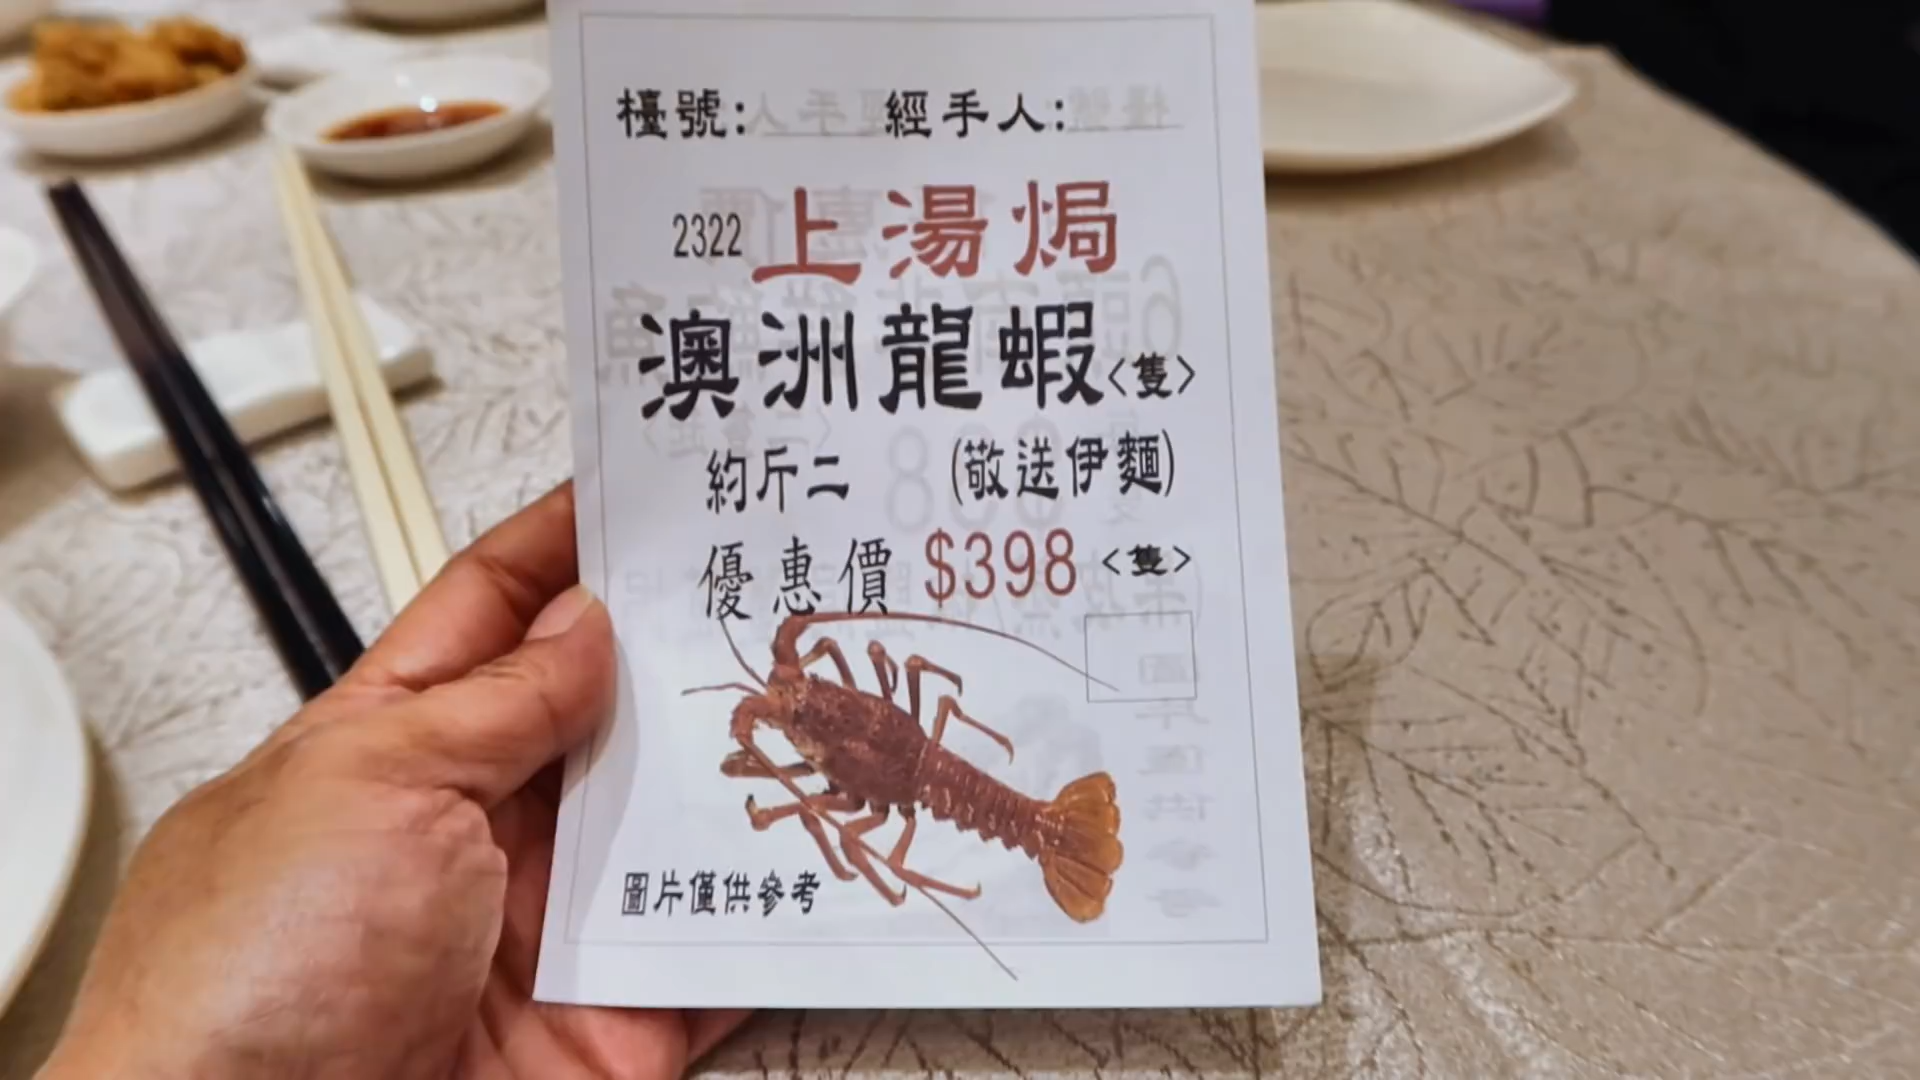 檯號: 經手人:
2322 上湯焗
澳洲龍蝦<隻>
約斤二 (敬送伊麵)
優惠價 $398 <隻>
圖片僅供參考